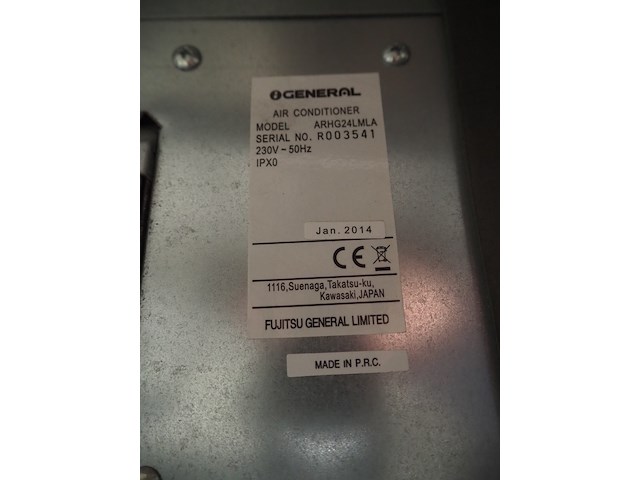 GENERAL
AIR CONDITIONER
MODEL ARHG24LMLA
SERIAL NO. R003541
230V ~ 50Hz
IPX0
Jan. 2014
CE
1116,Suenaga,Takatsu-ku,
Kawasaki,JAPAN
FUJITSU GENERAL LIMITED
MADE IN P.R.C.